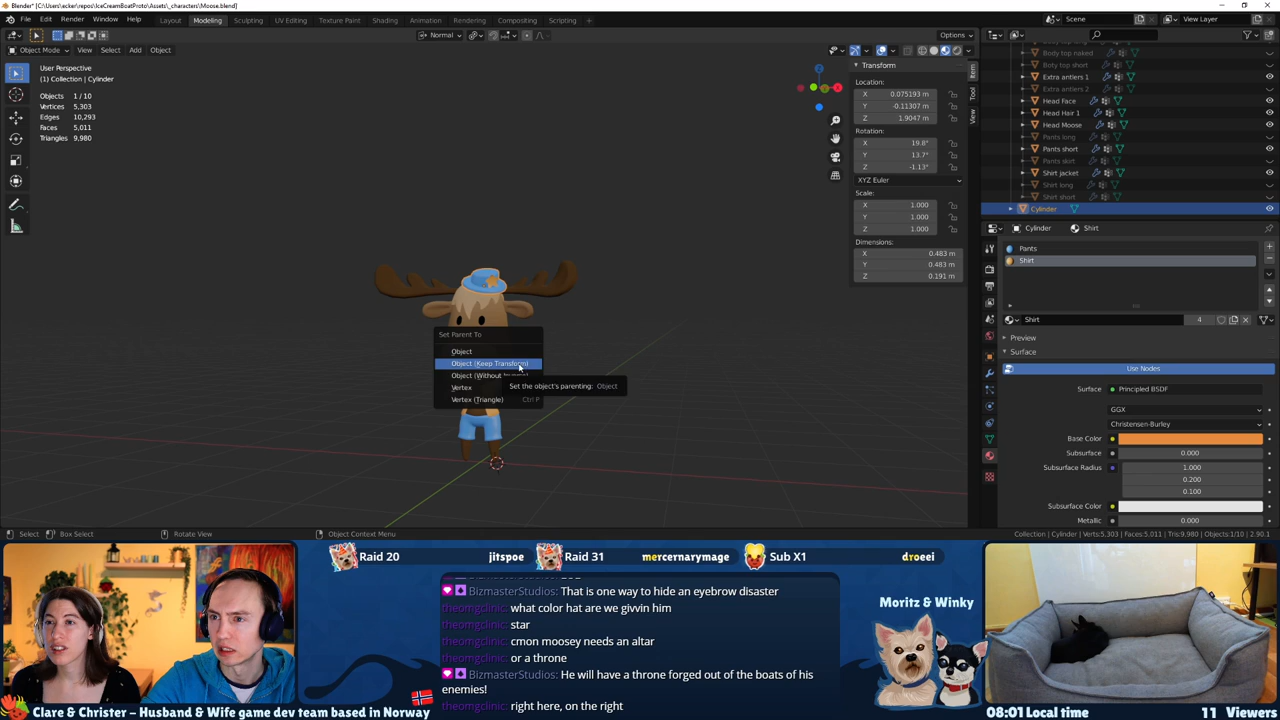 Blender* [C:\Users\acker\repos\IceCreamBoatProto\Assets\_characters\Moose.blend]
File Edit Render Window Help Layout Modeling Sculpting UV Editing Texture Paint Shading Animation Rendering Compositing Scripting Scene View Layer
Normal Options
Object Mode View Select Add Object
User Perspective
(1) Collection | Cylinder
Objects 1 / 10
Vertices 5,303
Edges 10,293
Faces 5,011
Triangles 9,980
Transform
Location:
X 0.075193 m
Y -0.11307 m
Z 1.9047 m
Rotation:
X 19.8°
Y 13.7°
Z -1.13°
XYZ Euler
Scale:
X 1.000
Y 1.000
Z 1.000
Dimensions:
X 0.483 m
Y 0.483 m
Z 0.191 m
Item
Tool
View
Body top naked
Boty top short
Extra antlers 1
Extra antlers 2
Head Face
Head Hair 1
Head Moose
Pants long
Pants short
Pants skirt
Shirt jacket
Shirt long
Shirt short
Cylinder
Cylinder Shirt
Pants
Shirt
Shirt 4
Preview
Surface
Use Nodes
Surface Principled BSDF
GGX
Christensen-Burley
Base Color
Subsurface 0.000
Subsurface Radius 1.000
0.200
0.100
Subsurface Color
Metallic 0.000
Set Parent To
Object
Object (Keep Transform)
Object (Without
Vertex
Vertex (Triangle) Ctrl P
Set the object's parenting: Object
Select Box Select Rotate View Object Context Menu
Collection | Cylinder | Verts:5,303 | Faces:5,011 | Tris:9,980 | Objects:1/10 | 2.90.1
Raid 20 jitspoe Raid 31 mercernarymage Sub X1 droeei
BizmasterStudios: That is one way to hide an eyebrow disaster
theomgclinic: what color hat are we givvin him
theomgclinic: star
theomgclinic: cmon moosey needs an altar
theomgclinic: or a throne
BizmasterStudios: He will have a throne forged out of the boats of his
enemies!
theomgclinic: right here, on the right
Moritz & Winky
Clare & Christer – Husband & Wife game dev team based in Norway
08:01 Local time 11 Viewers